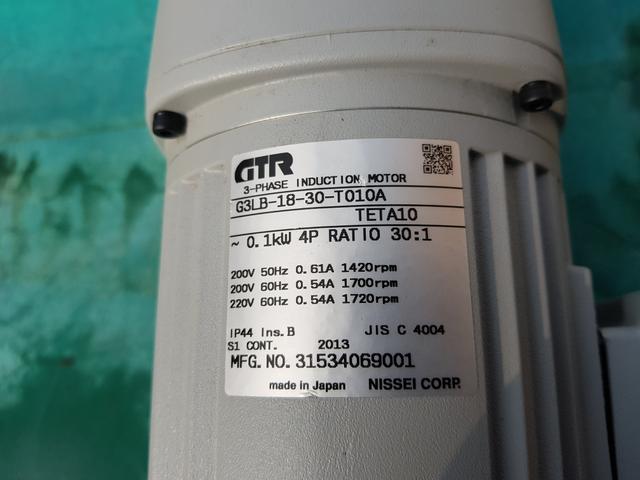 GTR
3-PHASE INDUCTION MOTOR
G3LB-18-30-T010A
TETA10
~ 0.1kW 4P RATIO 30:1
200V 50Hz 0.61A 1420rpm
200V 60Hz 0.54A 1700rpm
220V 60Hz 0.54A 1720rpm
IP44 Ins.B JIS C 4004
S1 CONT. 2013
MFG.NO.31534069001
made in Japan NISSEI CORP.